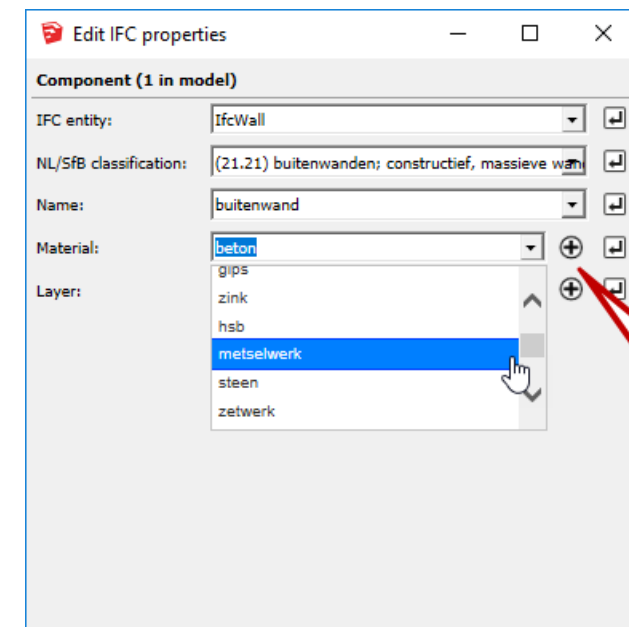 Edit IFC properties
Component (1 in model)
IFC entity: IfcWall
NL/SfB classification: (21.21) buitenwanden; constructief, massieve
Name: buitenwand
Material: beton
gips
Layer:
zink
hsb
metselwerk
steen
zetwerk